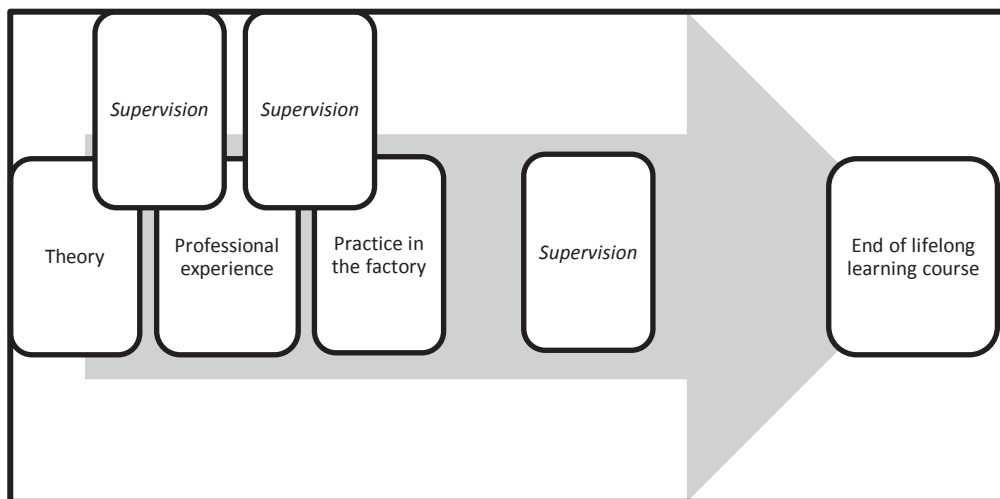 Supervision
Supervision
Theory
Professional
experience
Practice in
the factory
Supervision
End of lifelong
learning course